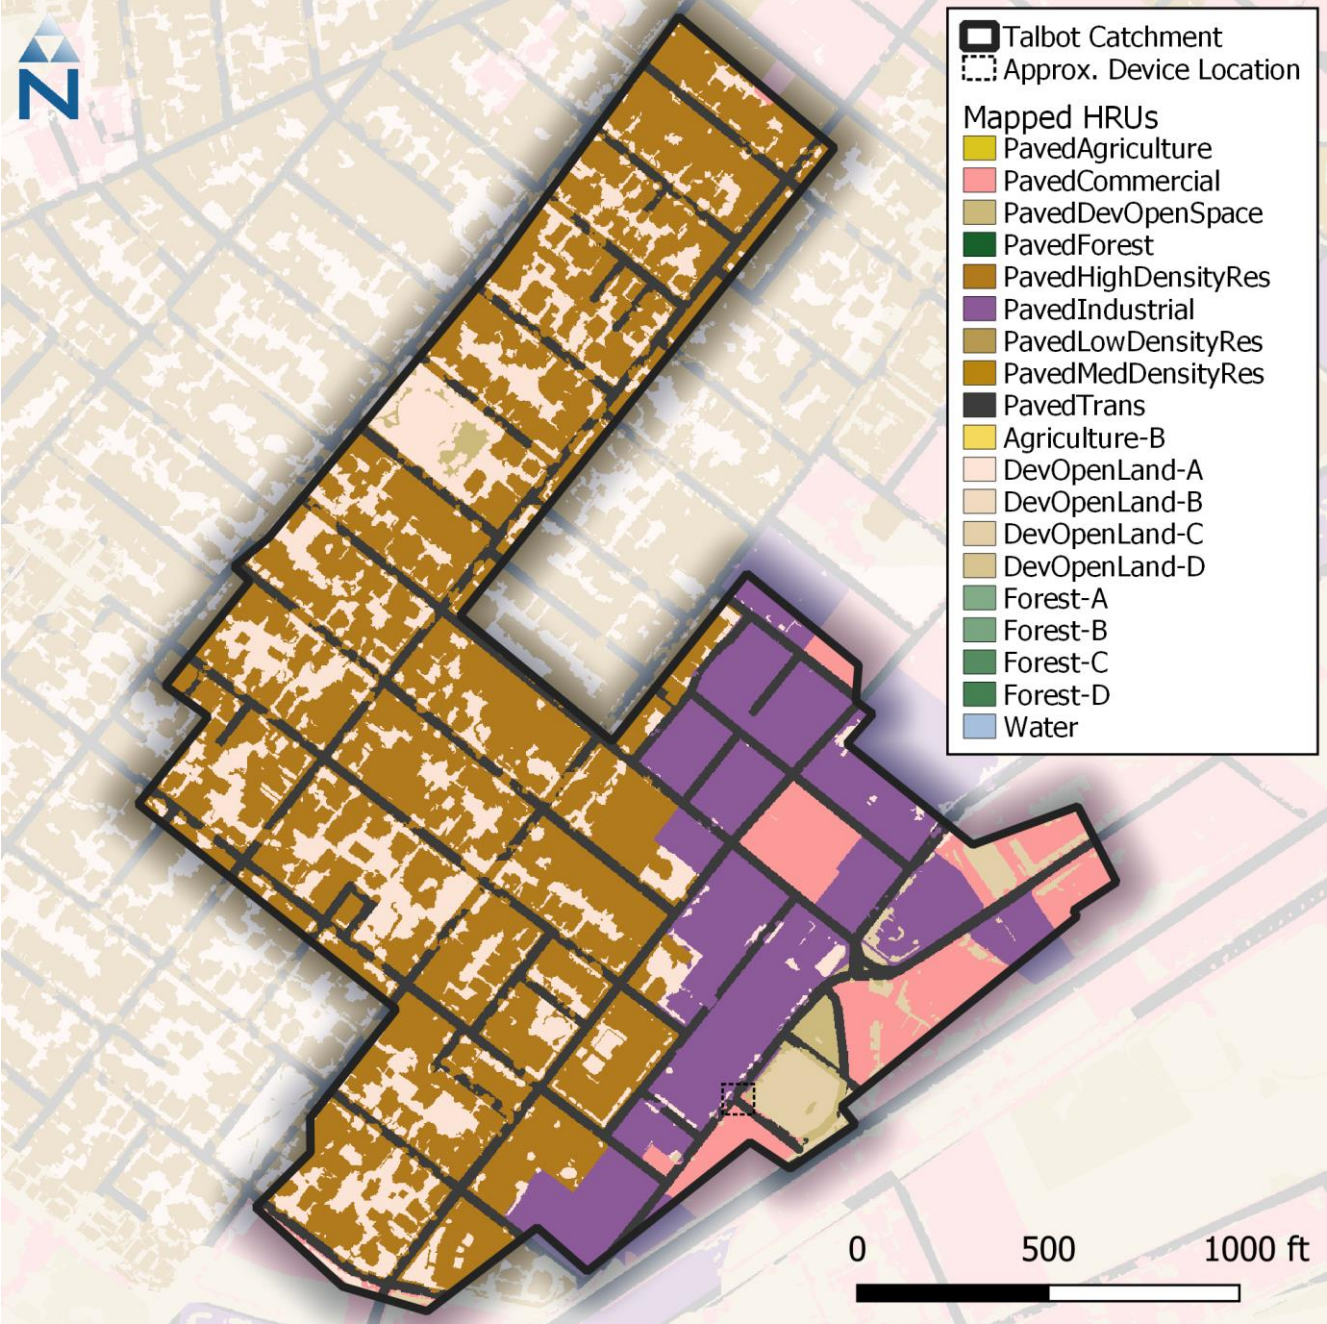 N
Talbot Catchment
Approx. Device Location
Mapped HRUs
PavedAgriculture
PavedCommercial
PavedDevOpenSpace
PavedForest
PavedHighDensityRes
PavedIndustrial
PavedLowDensityRes
PavedMedDensityRes
PavedTrans
Agriculture-B
DevOpenLand-A
DevOpenLand-B
DevOpenLand-C
DevOpenLand-D
Forest-A
Forest-B
Forest-C
Forest-D
Water
0 500 1000 ft